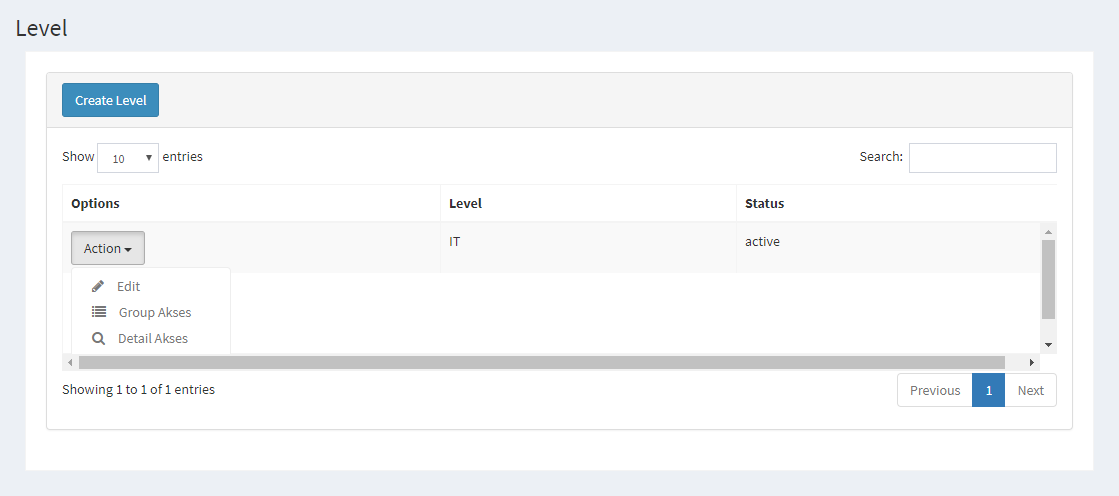 Level
Create Level
Show 10 entries Search:
Options Level Status
Action IT active
Edit
Group Akses
Detail Akses
Showing 1 to 1 of 1 entries Previous 1 Next